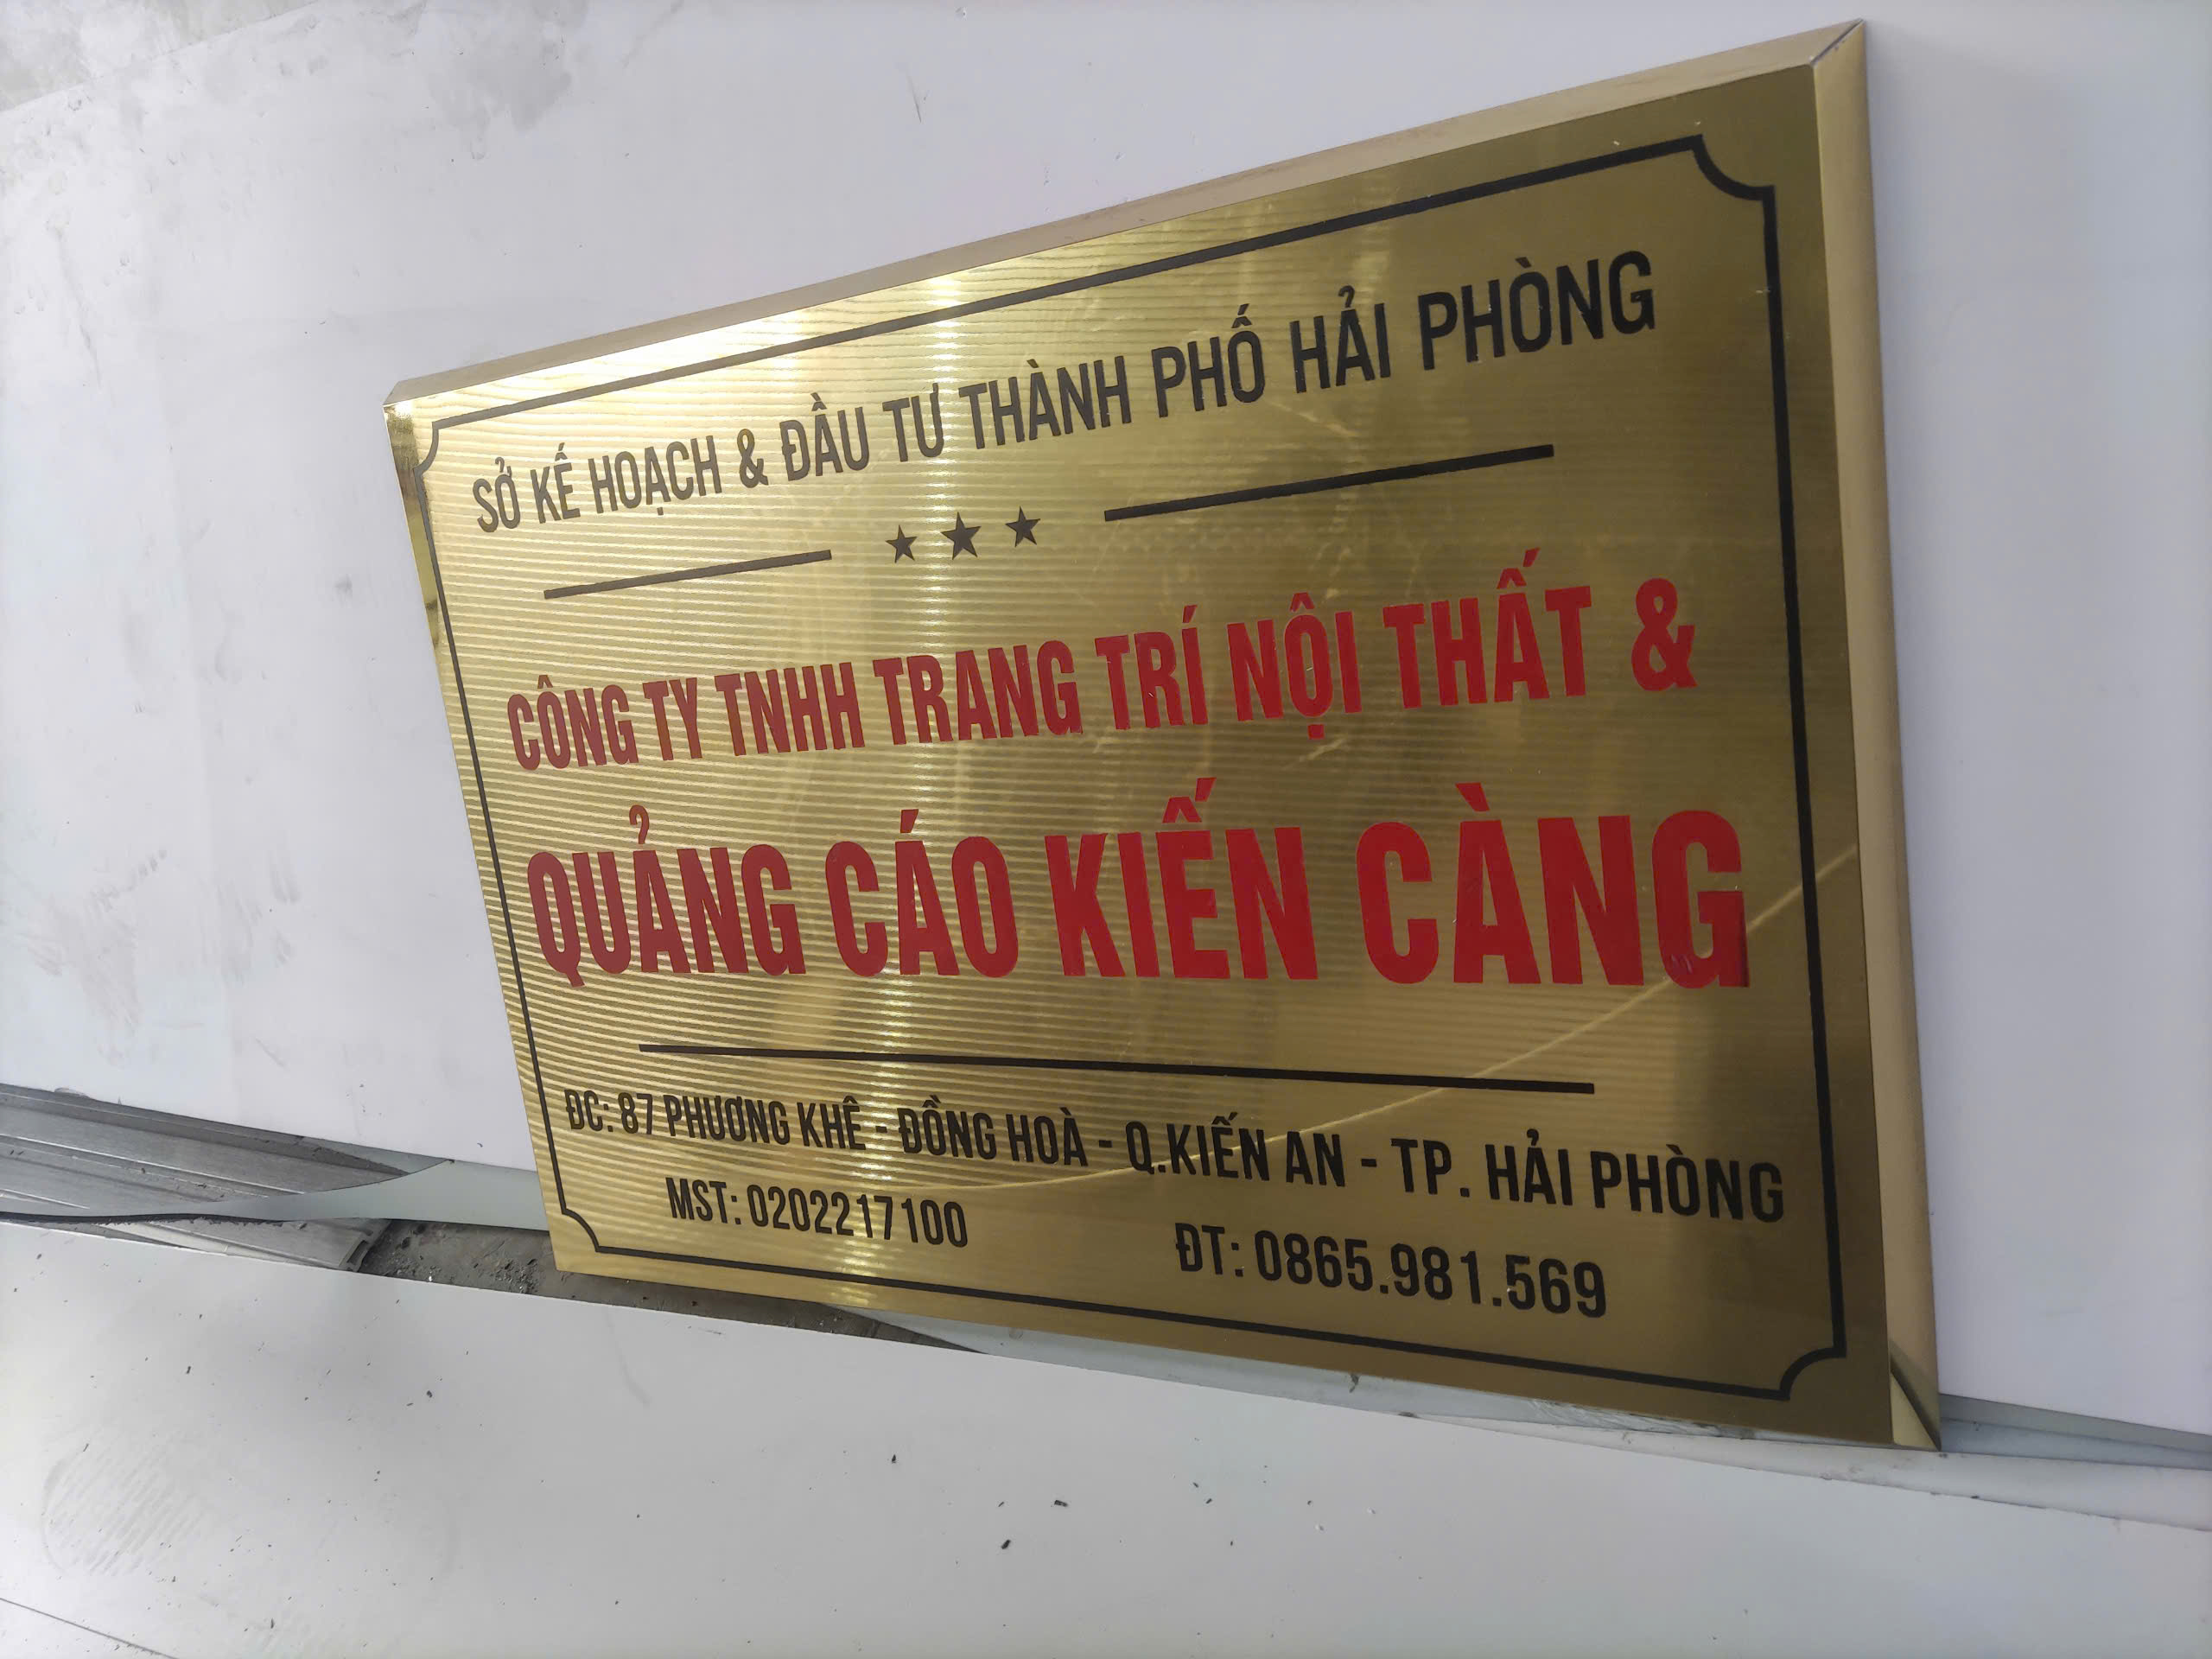 SỞ KẾ HOẠCH & ĐẦU TƯ THÀNH PHỐ HẢI PHÒNG
CÔNG TY TNHH TRANG TRÍ NỘI THẤT &
QUẢNG CÁO KIẾN CÀNG
ĐC: 87 PHƯƠNG KHÊ - ĐỒNG HOÀ - Q.KIẾN AN - TP. HẢI PHÒNG
MST: 0202217100 ĐT: 0865.981.569